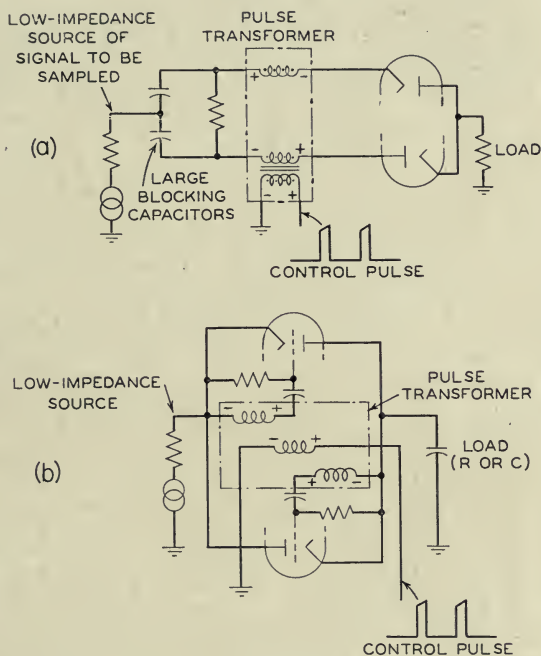 LOW-IMPEDANCE
SOURCE OF
SIGNAL TO BE
SAMPLED
PULSE
TRANSFORMER
+ -
- +
- +
(a)
LARGE
BLOCKING
CAPACITORS
LOAD
CONTROL PULSE
LOW-IMPEDANCE
SOURCE
PULSE
TRANSFORMER
- +
- +
+ -
(b)
LOAD
(R OR C)
CONTROL PULSE